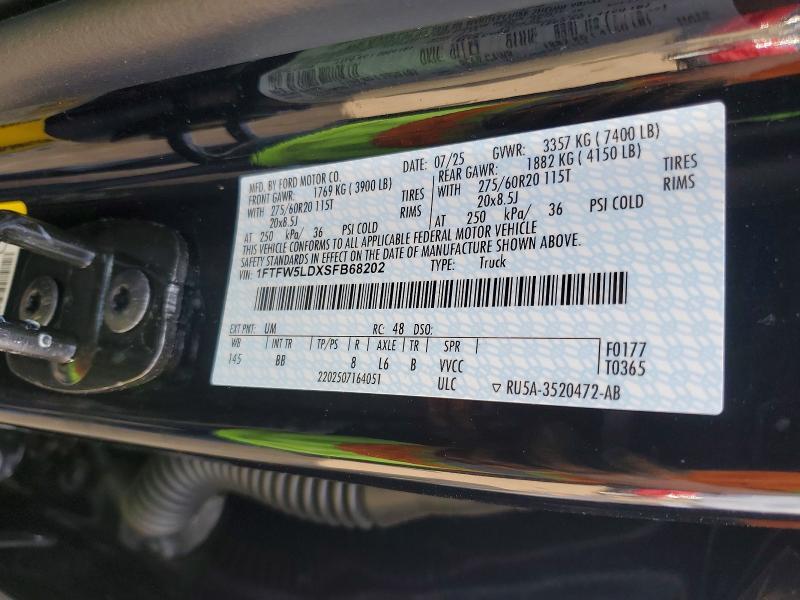 MFD. BY FORD MOTOR CO. DATE: 07/25 GVWR: 3357 KG ( 7400 LB)
FRONT GAWR: 1769 KG ( 3900 LB) REAR GAWR: 1882 KG ( 4150 LB)
WITH 275/60R20 115T TIRES WITH 275/60R20 115T TIRES
20x8.5J RIMS 20x8.5J RIMS
AT 250 kPa/ 36 PSI COLD AT 250 kPa/ 36 PSI COLD
THIS VEHICLE CONFORMS TO ALL APPLICABLE FEDERAL MOTOR VEHICLE
SAFETY STANDARDS IN EFFECT ON THE DATE OF MANUFACTURE SHOWN ABOVE.
VIN: 1FTFW5LDXSFB68202 TYPE: Truck
EXT PNT: UM RC: 48 DSO:
WB INT TR TP/PS R AXLE TR SPR F0177
145 BB 8 L6 B VVCC T0365
2202507164051 ULC ▽ RU5A-3520472-AB